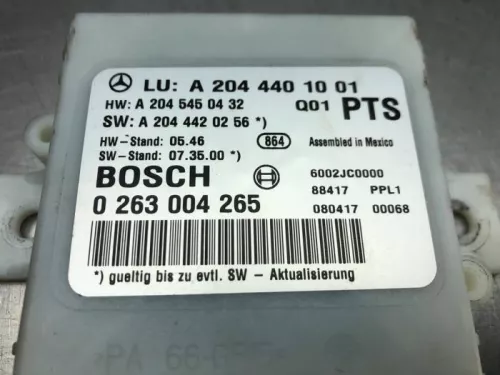 LU: A 204 440 10 01
HW: A 204 545 04 32 Q01 PTS
SW: A 204 442 02 56 *)
HW-Stand: 05.46 864 Assembled in Mexico
SW-Stand: 07.35.00 *)
BOSCH 6002JC0000
88417 PPL1
0 263 004 265 080417 00068
*) gueltig bis zu evtl. SW - Aktualisierung
>PA 66-